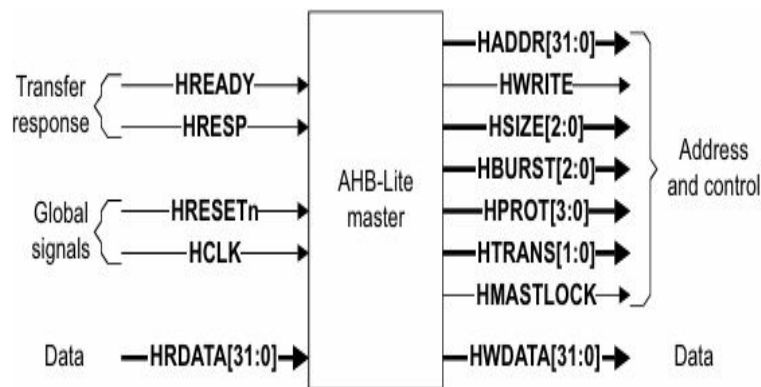 Transfer
response
HREADY
HRESP
Global
signals
HRESETn
HCLK
Data
HRDATA[31:0]
AHB-Lite
master
HADDR[31:0]
HWRITE
HSIZE[2:0]
HBURST[2:0]
HPROT[3:0]
HTRANS[1:0]
HMASTLOCK
Address
and control
HWDATA[31:0]
Data